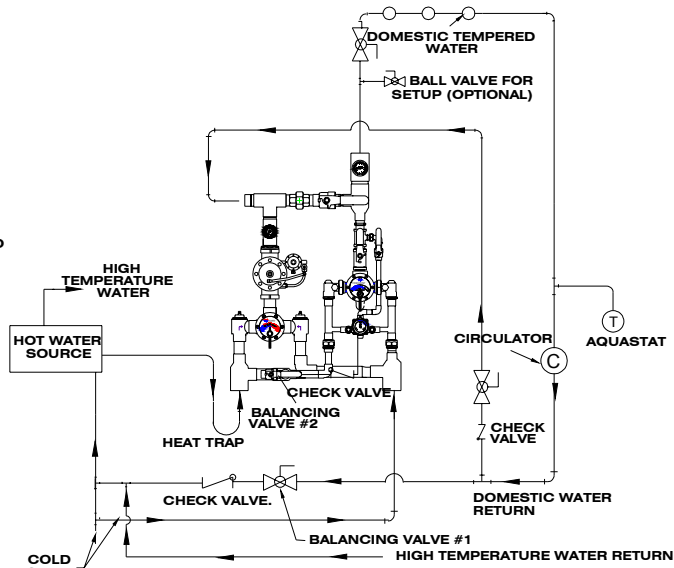 DOMESTIC TEMPERED
WATER
BALL VALVE FOR
SETUP (OPTIONAL)
HIGH
TEMPERATURE
WATER
HOT WATER
SOURCE
T
AQUASTAT
CIRCULATOR
C
CHECK VALVE
BALANCING
VALVE #2
HEAT TRAP
CHECK
VALVE
CHECK VALVE.
DOMESTIC WATER
RETURN
BALANCING VALVE #1
HIGH TEMPERATURE WATER RETURN
COLD